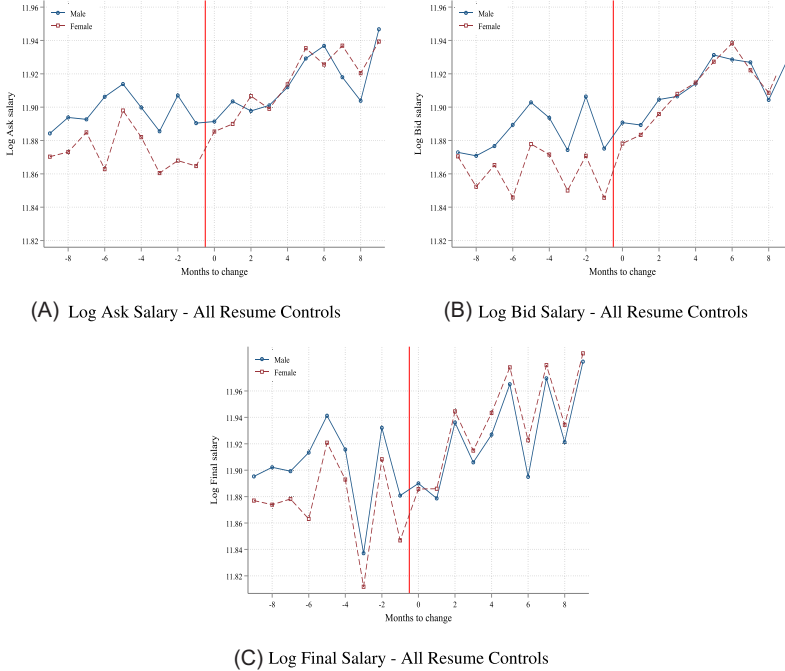 11.96
11.94
11.92
11.90
11.88
11.86
11.84
11.82
Log Ask salary
Male
Female
-8 -6 -4 -2 0 2 4 6 8
Months to change
(A) Log Ask Salary - All Resume Controls
11.96
11.94
11.92
11.90
11.88
11.86
11.84
11.82
Log Bid salary
Male
Female
-8 -6 -4 -2 0 2 4 6 8
Months to change
(B) Log Bid Salary - All Resume Controls
11.96
11.94
11.92
11.90
11.88
11.86
11.84
11.82
Log Final salary
Male
Female
-8 -6 -4 -2 0 2 4 6 8
Months to change
(C) Log Final Salary - All Resume Controls